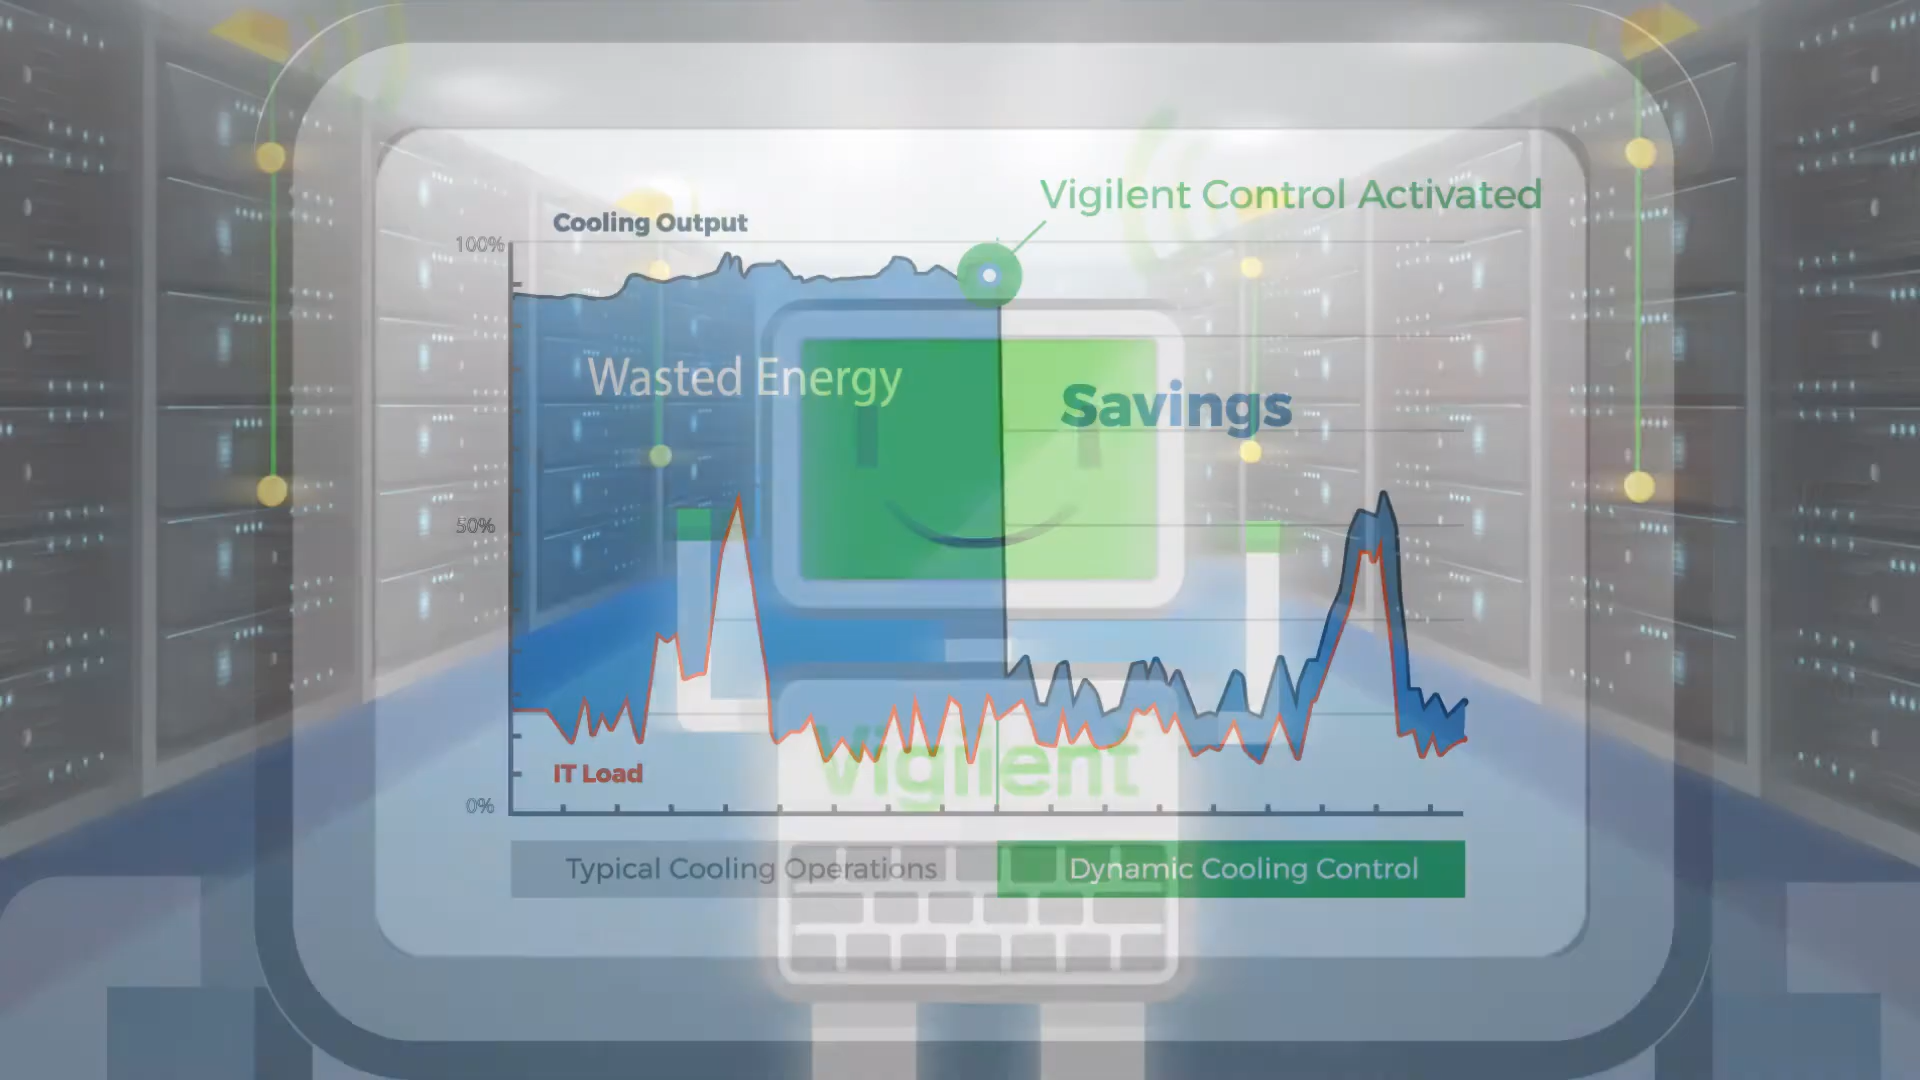 Vigilent Control Activated
Cooling Output
100%
Wasted Energy
Savings
50%
Vigilent
IT Load
0%
Typical Cooling Operations
Dynamic Cooling Control